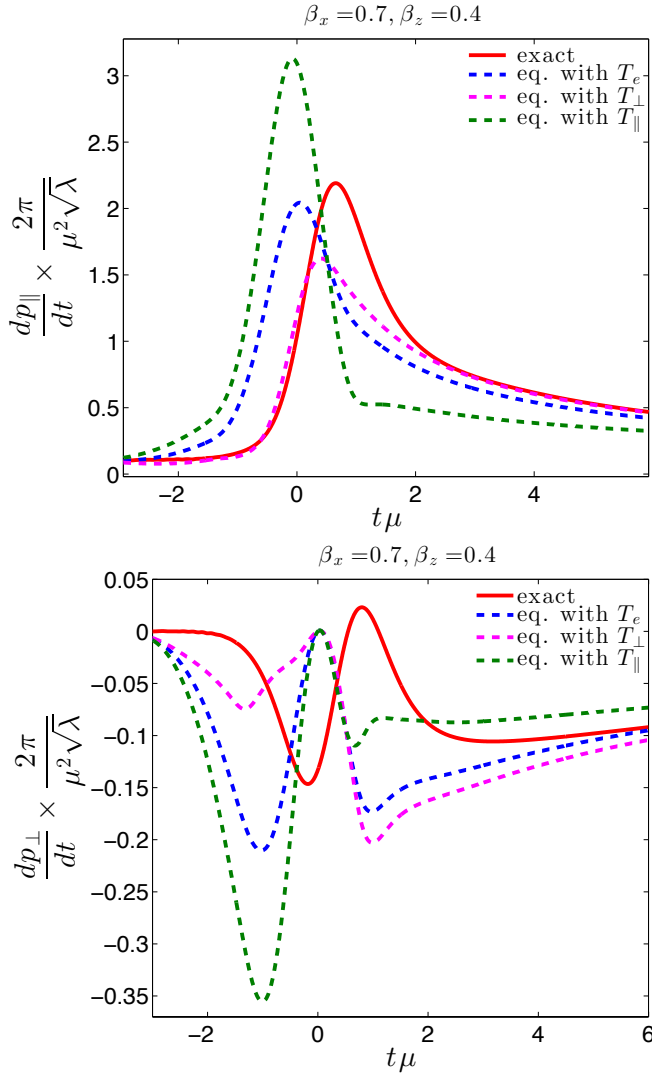 β_x =0.7, β_z =0.4
exact
eq. with T_e
eq. with T_⊥
eq. with T_∥
3
2.5
2
1.5
1
0.5
0
−2 0 2 4
tμ
dp_∥/dt × 2π/(μ²√λ)
β_x =0.7, β_z =0.4
exact
eq. with T_e
eq. with T_⊥
eq. with T_∥
0.05
0
−0.05
−0.1
−0.15
−0.2
−0.25
−0.3
−0.35
−2 0 2 4 6
tμ
dp_⊥/dt × 2π/(μ²√λ)